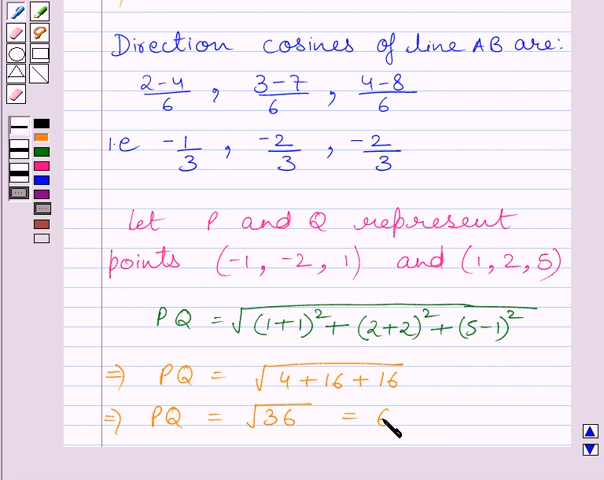 Direction cosines of line AB are:
2-4/6 , 3-7/6 , 4-8/6
i.e -1/3 , -2/3 , -2/3
Let P and Q represent
points (-1, -2, 1) and (1, 2, 5)
PQ = √(1+1)² + (2+2)² + (5-1)²
⇒ PQ = √4+16+16
⇒ PQ = √36 = 6